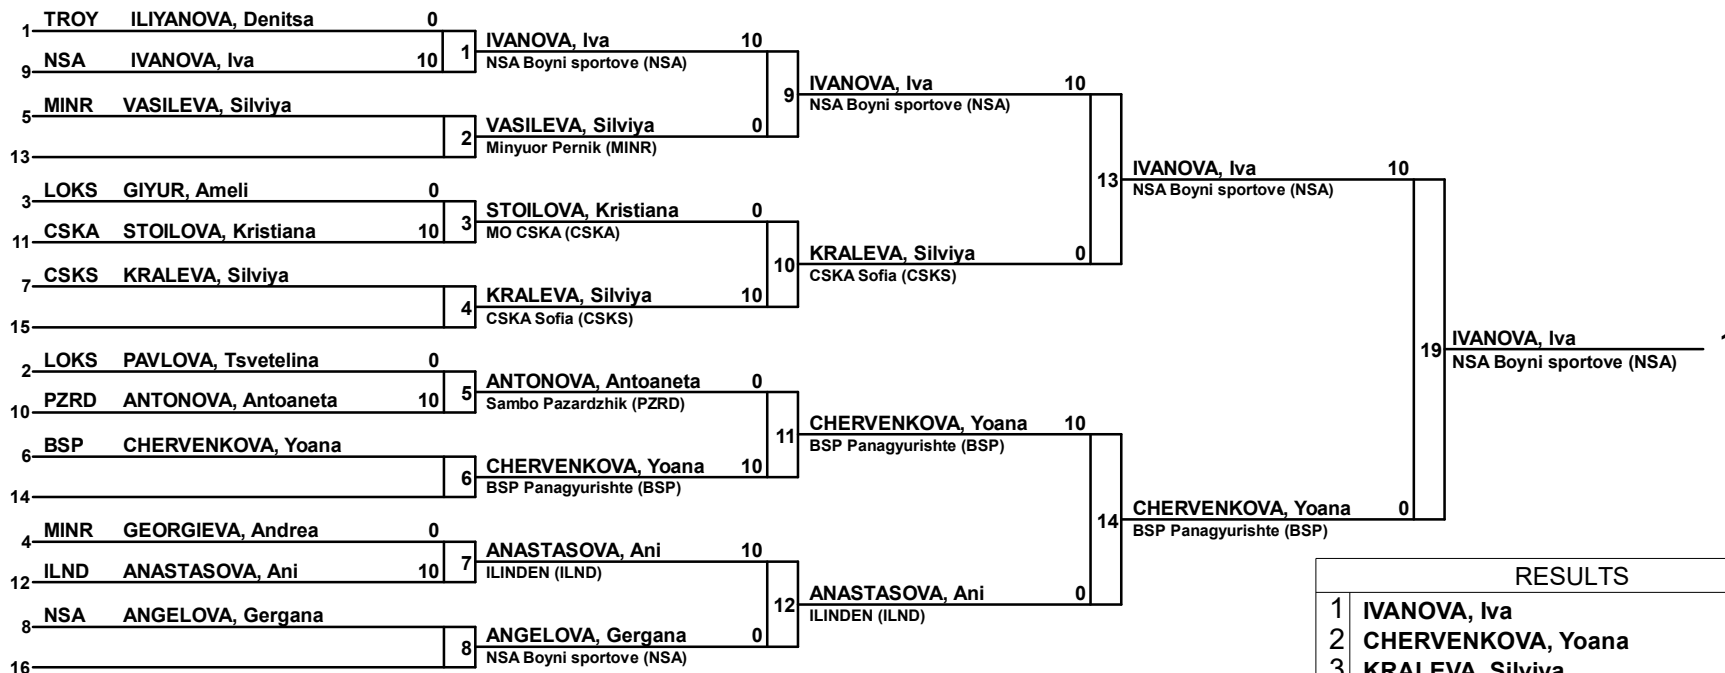 TROY ILIYANOVA, Denitsa 0
1
NSA IVANOVA, Iva 10
9
1
IVANOVA, Iva 10
NSA Boyni sportove (NSA)
MINR VASILEVA, Silviya
5
13
2
VASILEVA, Silviya 0
Minyuor Pernik (MINR)
9
IVANOVA, Iva 10
NSA Boyni sportove (NSA)
LOKS GIYUR, Ameli 0
3
CSKA STOILOVA, Kristiana 10
11
3
STOILOVA, Kristiana 0
MO CSKA (CSKA)
CSKS KRALEVA, Silviya
7
15
4
KRALEVA, Silviya 10
CSKA Sofia (CSKS)
10
KRALEVA, Silviya 0
CSKA Sofia (CSKS)
13
IVANOVA, Iva 10
NSA Boyni sportove (NSA)
LOKS PAVLOVA, Tsvetelina 0
2
PZRD ANTONOVA, Antoaneta 10
10
5
ANTONOVA, Antoaneta 0
Sambo Pazardzhik (PZRD)
BSP CHERVENKOVA, Yoana
6
14
6
CHERVENKOVA, Yoana 10
BSP Panagyurishte (BSP)
11
CHERVENKOVA, Yoana 10
BSP Panagyurishte (BSP)
MINR GEORGIEVA, Andrea 0
4
ILND ANASTASOVA, Ani 10
12
7
ANASTASOVA, Ani 10
ILINDEN (ILND)
NSA ANGELOVA, Gergana
8
16
8
ANGELOVA, Gergana 0
NSA Boyni sportove (NSA)
12
ANASTASOVA, Ani 0
ILINDEN (ILND)
14
CHERVENKOVA, Yoana 0
BSP Panagyurishte (BSP)
19
IVANOVA, Iva
NSA Boyni sportove (NSA)
RESULTS
1 IVANOVA, Iva
2 CHERVENKOVA, Yoana
3 KRALEVA, Silviya